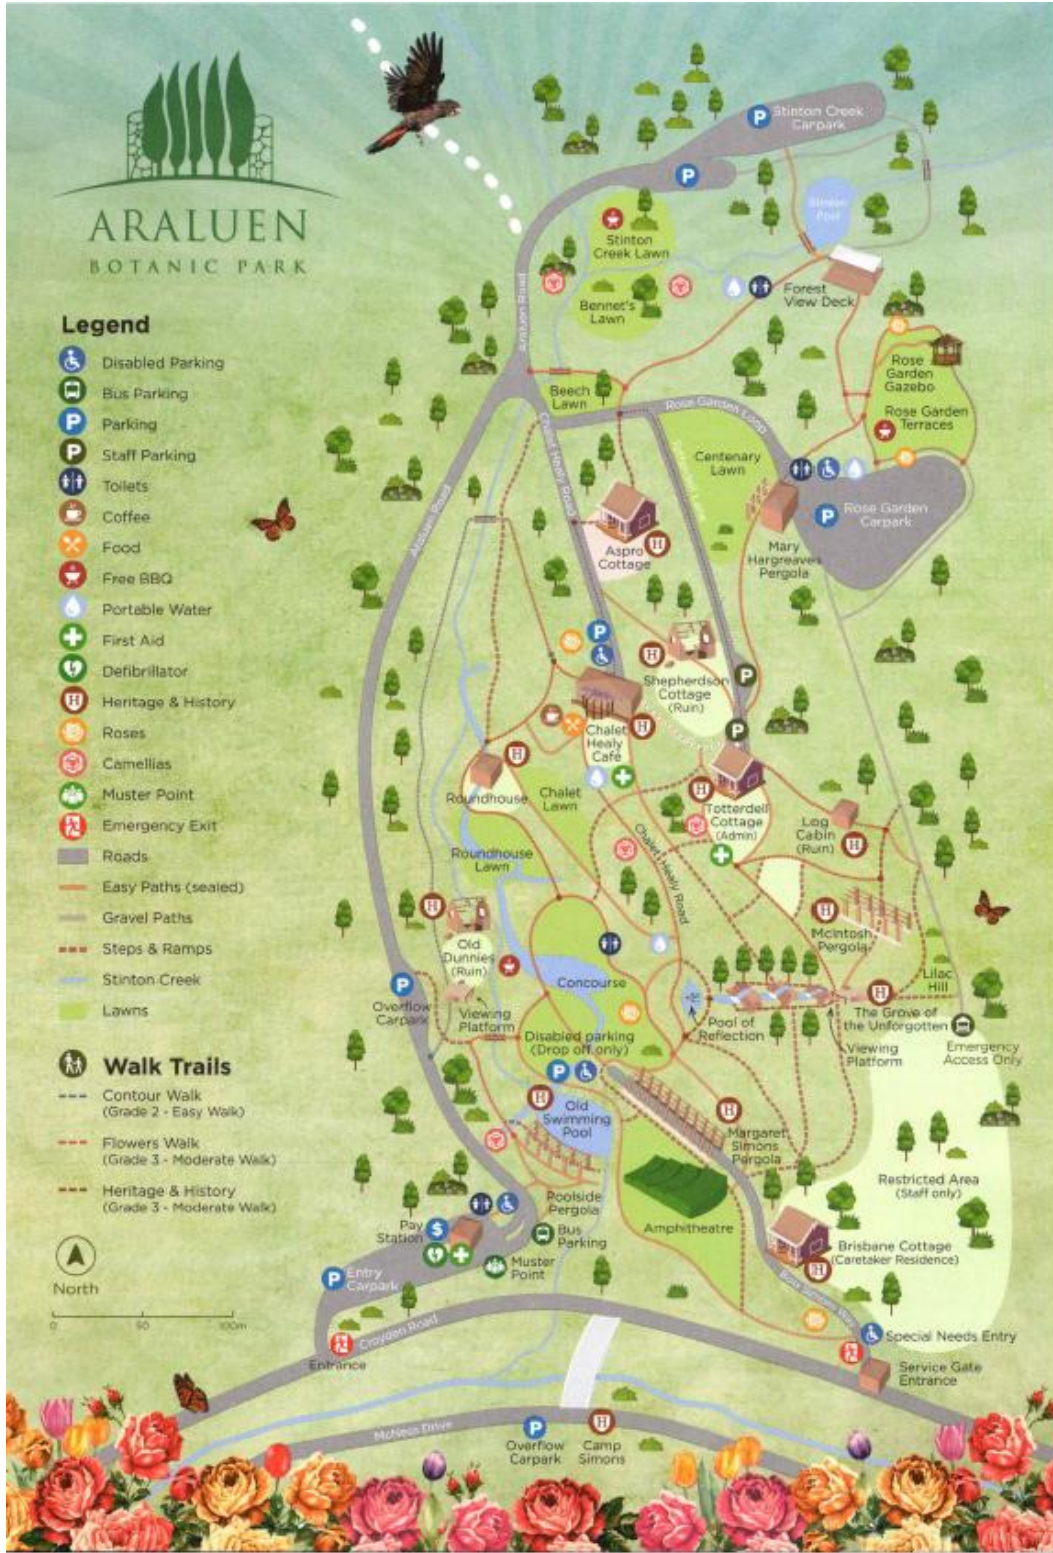 ARALUEN
BOTANIC PARK
Legend
Disabled Parking
Bus Parking
P
Parking
P
Staff Parking
Toilets
Coffee
Food
Free BBQ
Portable Water
First Aid
Defibrillator
H
Heritage & History
Roses
Camellias
Muster Point
Emergency Exit
Roads
Easy Paths (sealed)
Gravel Paths
Steps & Ramps
Stinton Creek
Lawns
Walk Trails
Contour Walk
(Grade 2 - Easy Walk)
Flowers Walk
(Grade 3 - Moderate Walk)
Heritage & History
(Grade 3 - Moderate Walk)
North
0 50 100m
P
Stinton Creek
Carpark
P
Stinton
Pool
Stinton
Creek Lawn
Bennet's
Lawn
Forest
View Deck
Araluen Road
Beech
Lawn
Rose Garden Loop
Rose
Garden
Gazebo
Rose Garden
Terraces
Centenary
Lawn
Chalet Healy Road
Araluen Road
P
Rose Garden
Carpark
Mary
Hargreaves
Pergola
Aspro
Cottage
H
P
H
Shepherdson
Cottage
(Ruin)
P
P
Chalet
Healy
Café
H
H
Roundhouse
Chalet
Lawn
H
Totterdell
Cottage
(Admin)
Log
Cabin
(Ruin)
H
Chalet Healy Road
Roundhouse
Lawn
H
Old
Dunnies
(Ruin)
H
McIntosh
Pergola
Lilac
Hill
P
Overflow
Carpark
Viewing
Platform
Concourse
Pool of
Reflection
H
The Grove of
the Unforgotten
Viewing
Platform
Emergency
Access Only
Disabled parking
(Drop off only)
P
H
Old
Swimming
Pool
H
Margaret
Simons
Pergola
Restricted Area
(Staff only)
Poolside
Pergola
Amphitheatre
Pay
Station
$
Bus
Parking
Muster
Point
Brisbane Cottage
(Caretaker Residence)
H
P
Entry
Carpark
Croyden Road
Entrance
Special Needs Entry
Service Gate
Entrance
McNess Drive
P
Overflow
Carpark
H
Camp
Simons